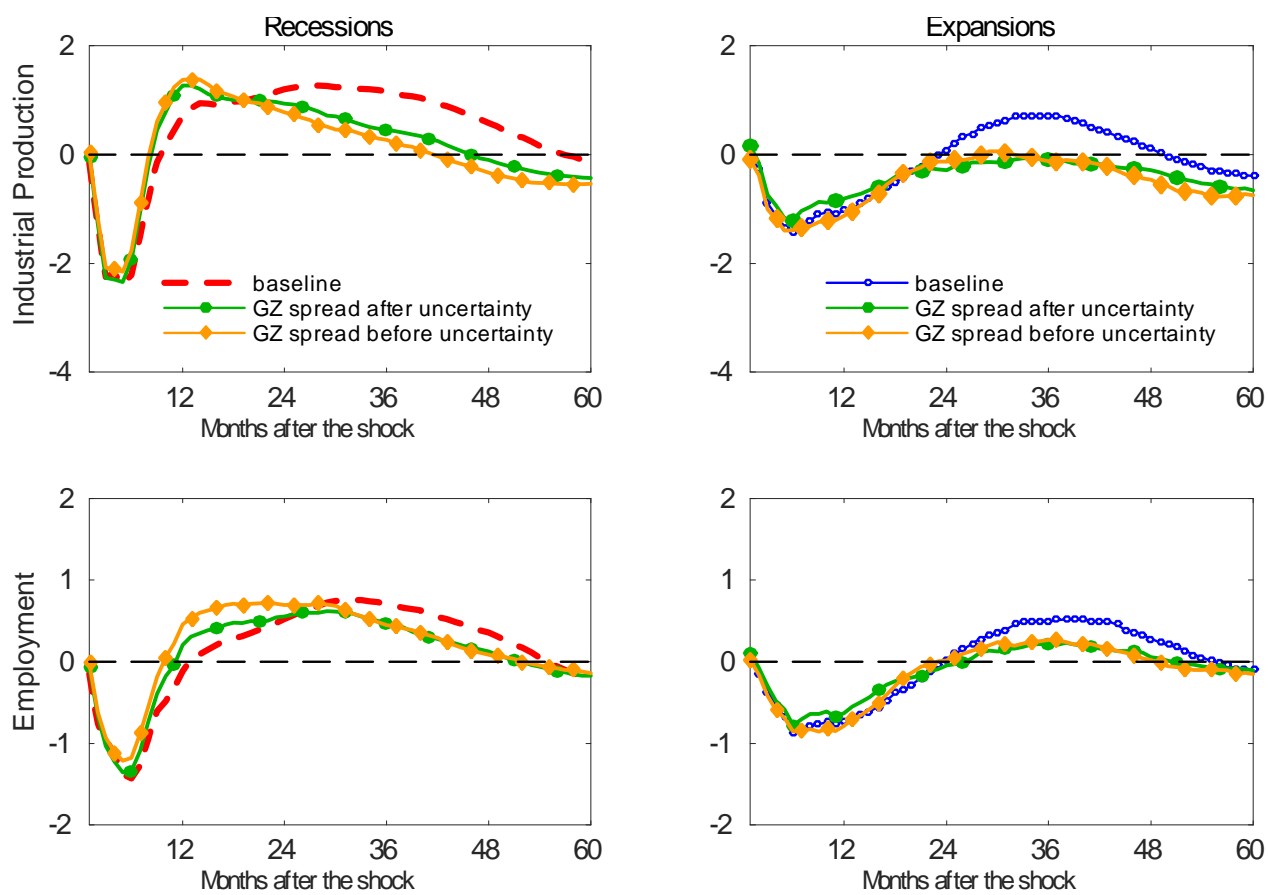 Recessions
Expansions
Industrial Production
2
0
-2
-4
baseline
GZ spread after uncertainty
GZ spread before uncertainty
12 24 36 48 60
Months after the shock
2
0
-2
-4
baseline
GZ spread after uncertainty
GZ spread before uncertainty
12 24 36 48 60
Months after the shock
Employment
2
1
0
-1
-2
12 24 36 48 60
Months after the shock
2
1
0
-1
-2
12 24 36 48 60
Months after the shock